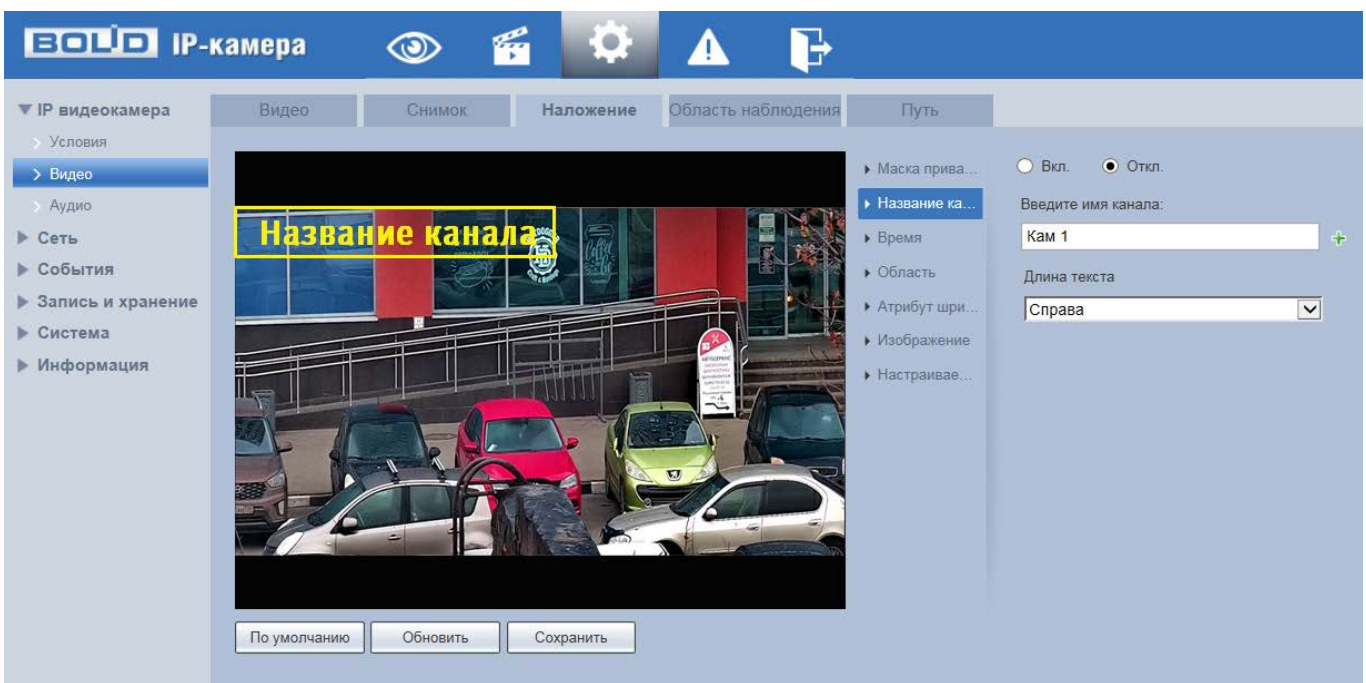 BOLID IP-камера
IP видеокамера
Условия
Видео
Аудио
Сеть
События
Запись и хранение
Система
Информация
Видео
Снимок
Наложение
Область наблюдения
Путь
Название канала
АВТОСЕРВИС
По умолчанию
Обновить
Сохранить
Маска прива...
Название ка...
Время
Область
Атрибут шри...
Изображение
Настраивае...
Вкл.
Откл.
Введите имя канала:
Кам 1
Длина текста
Справа